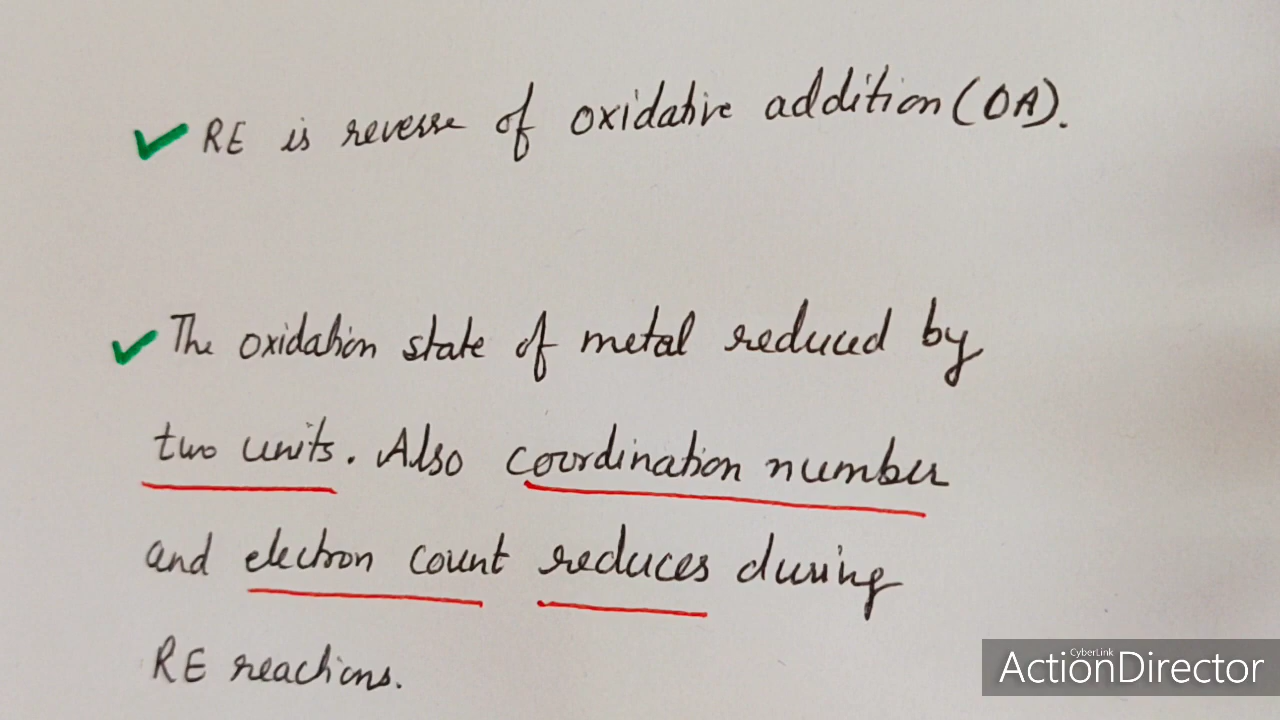 RE is reverse of oxidative addition (OA).
The oxidation state of metal reduced by
two units. Also coordination number
and electron count reduces during
RE reactions.
CyberLink
ActionDirector